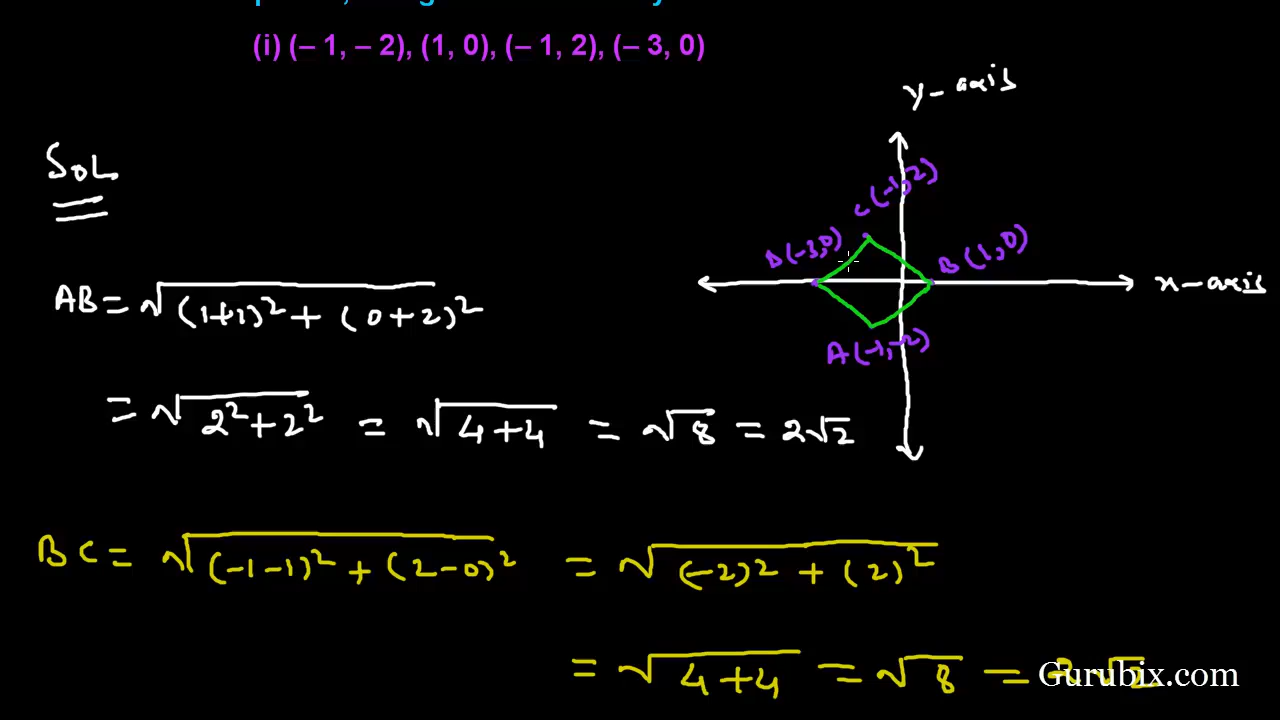 (i) (– 1, – 2), (1, 0), (– 1, 2), (– 3, 0)
y-axis
SOL
C(-1,2)
D(-3,0)
B(1,0)
x-axis
A(-1,-2)
AB = √(1+1)² + (0+2)²
= √2²+2² = √4+4 = √8 = 2√2
BC = √(-1-1)² + (2-0)² = √(-2)² + (2)²
= √4+4 = √8 = 2√2
Gurubix.com